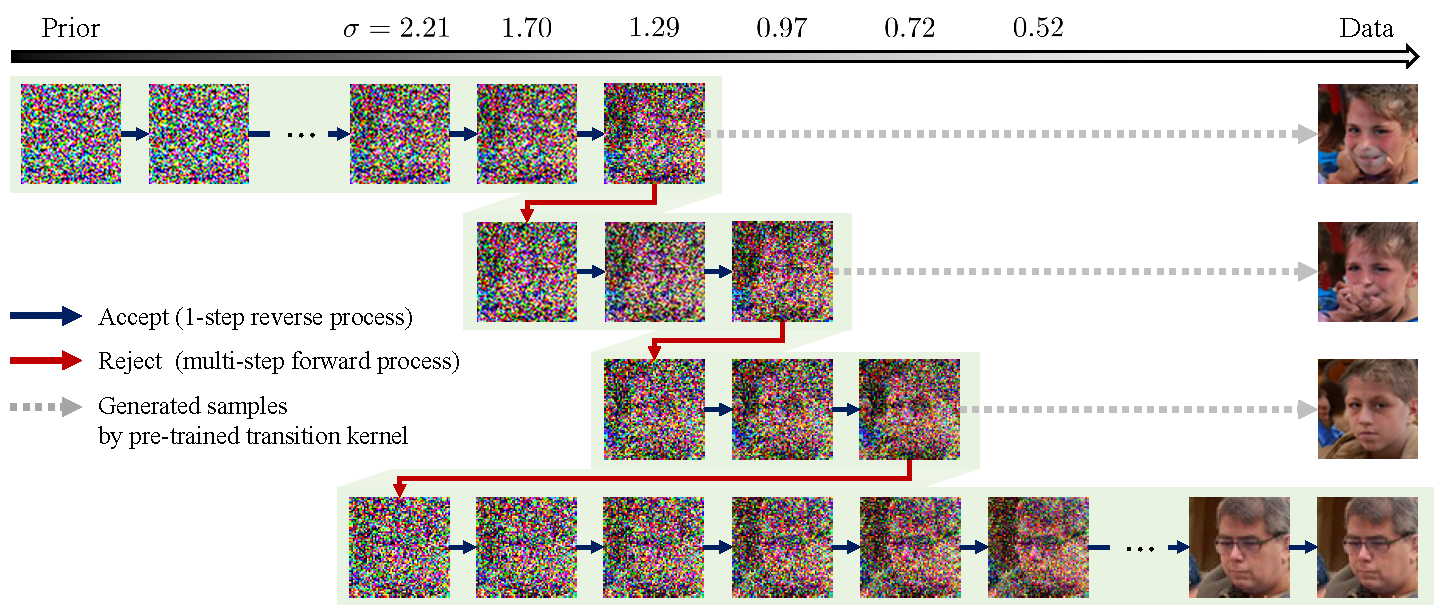 Prior σ = 2.21 1.70 1.29 0.97 0.72 0.52 Data
...
Accept (1-step reverse process)
Reject (multi-step forward process)
Generated samples
by pre-trained transition kernel
...